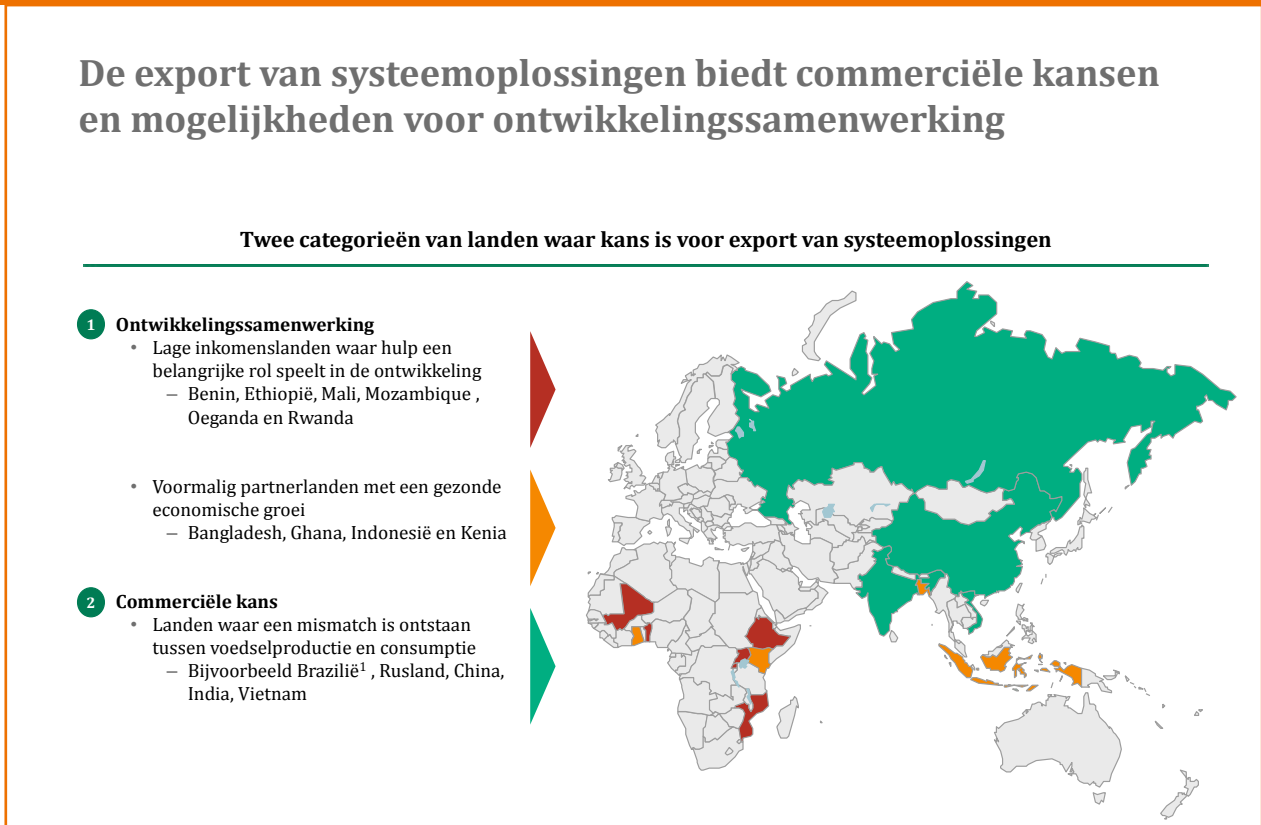 De export van systeemoplossingen biedt commerciële kansen
en mogelijkheden voor ontwikkelingssamenwerking
Twee categorieën van landen waar kans is voor export van systeemoplossingen
1 Ontwikkelingssamenwerking
• Lage inkomenslanden waar hulp een
belangrijke rol speelt in de ontwikkeling
– Benin, Ethiopië, Mali, Mozambique ,
Oeganda en Rwanda
• Voormalig partnerlanden met een gezonde
economische groei
– Bangladesh, Ghana, Indonesië en Kenia
2 Commerciële kans
• Landen waar een mismatch is ontstaan
tussen voedselproductie en consumptie
– Bijvoorbeeld Brazilië¹ , Rusland, China,
India, Vietnam